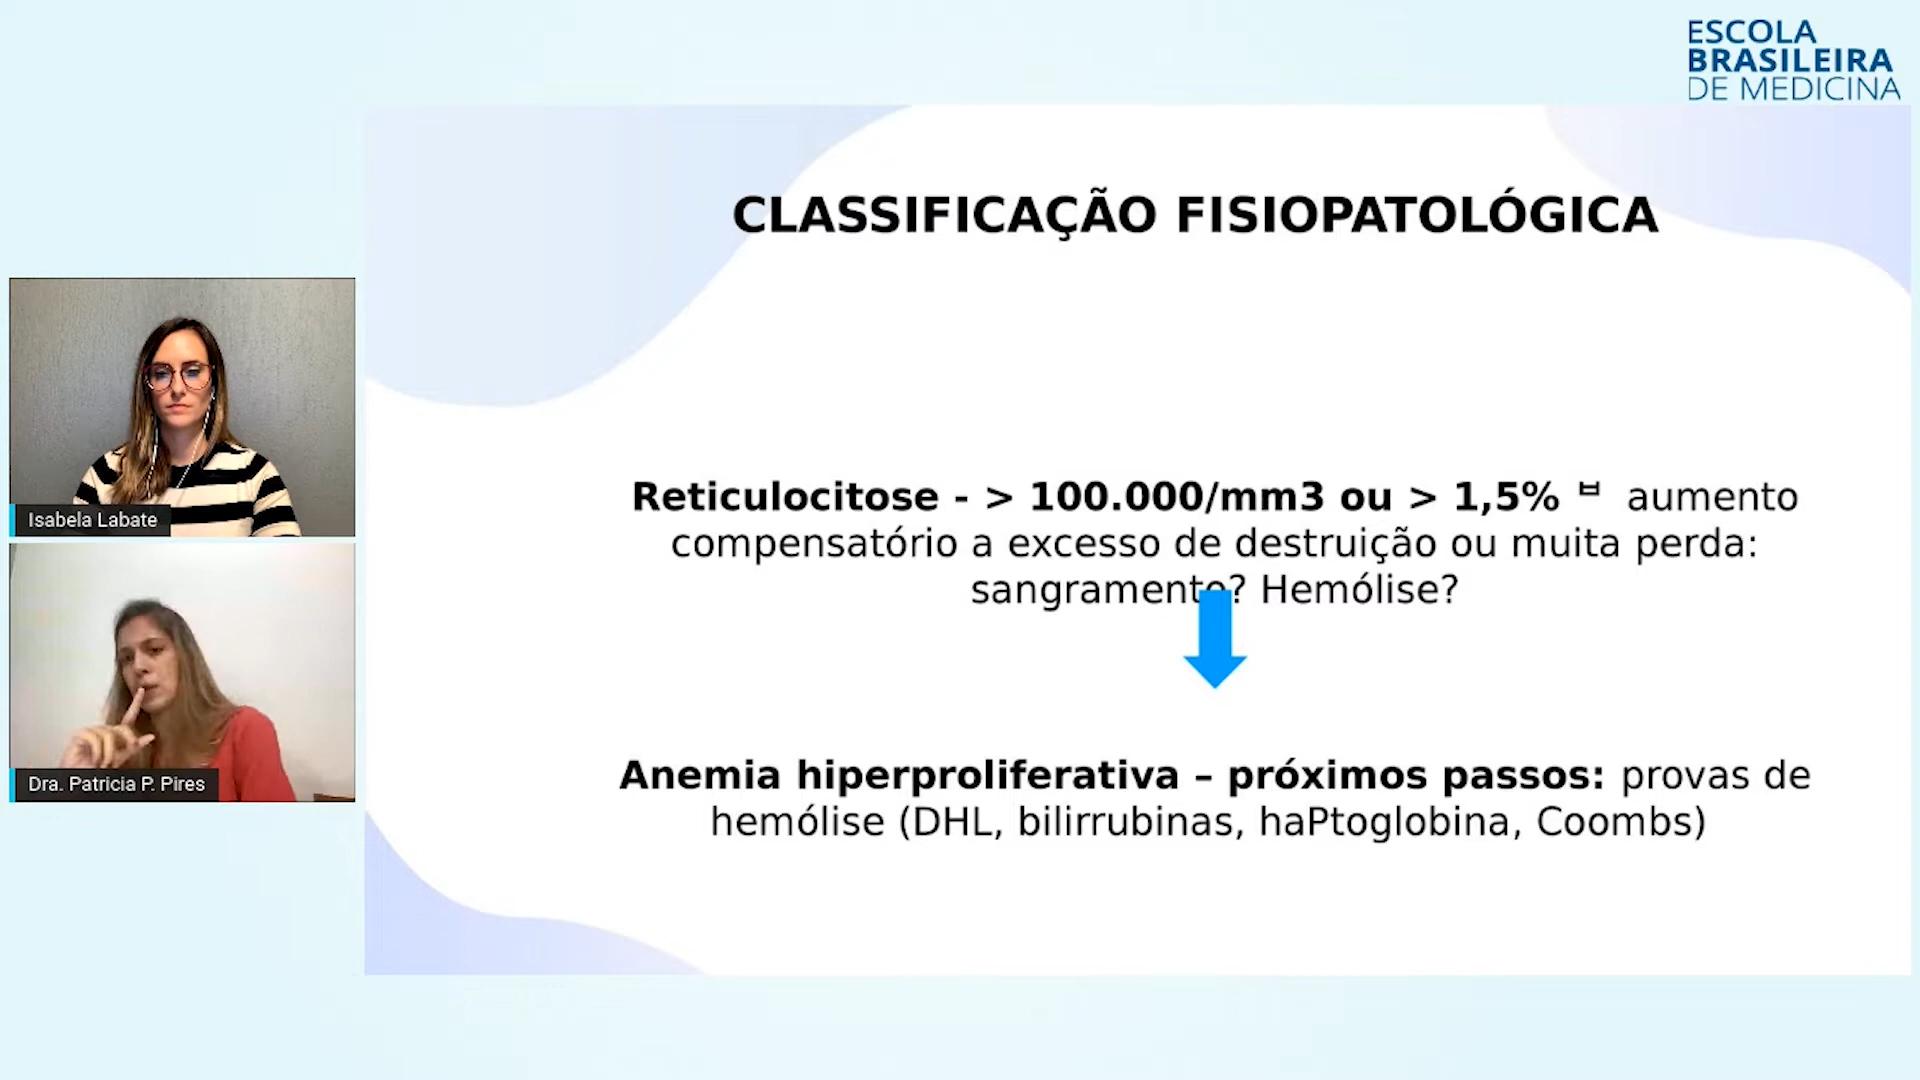 ESCOLA
BRASILEIRA
DE MEDICINA
CLASSIFICAÇÃO FISIOPATOLÓGICA
Isabela Labate
Dra. Patricia P. Pires
Reticulocitose - > 100.000/mm3 ou > 1,5% aumento
compensatório a excesso de destruição ou muita perda:
sangramento? Hemólise?
Anemia hiperproliferativa – próximos passos: provas de
hemólise (DHL, bilirrubinas, haPtoglobina, Coombs)